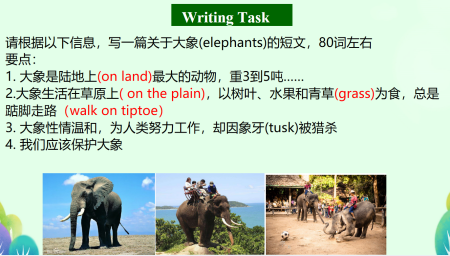 Writing Task
请根据以下信息，写一篇关于大象(elephants)的短文，80词左右
要点：
1. 大象是陆地上(on land)最大的动物，重3到5吨......
2.大象生活在草原上( on the plain)，以树叶、水果和青草(grass)为食，总是
踮脚走路（walk on tiptoe）
3. 大象性情温和，为人类努力工作，却因象牙(tusk)被猎杀
4. 我们应该保护大象